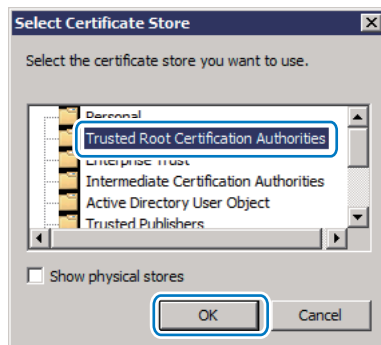 Select Certificate Store
Select the certificate store you want to use.
Personal
Trusted Root Certification Authorities
Enterprise Trust
Intermediate Certification Authorities
Active Directory User Object
Trusted Publishers
Show physical stores
OK Cancel